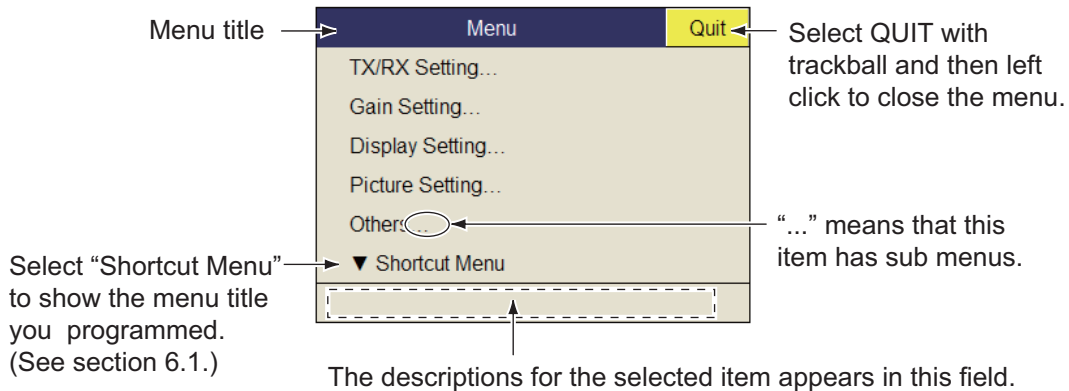 Menu title
Menu
Quit
Select QUIT with
trackball and then left
click to close the menu.
TX/RX Setting...
Gain Setting...
Display Setting...
Picture Setting...
Others...
"..." means that this
item has sub menus.
▼ Shortcut Menu
Select “Shortcut Menu”
to show the menu title
you programmed.
(See section 6.1.)
The descriptions for the selected item appears in this field.